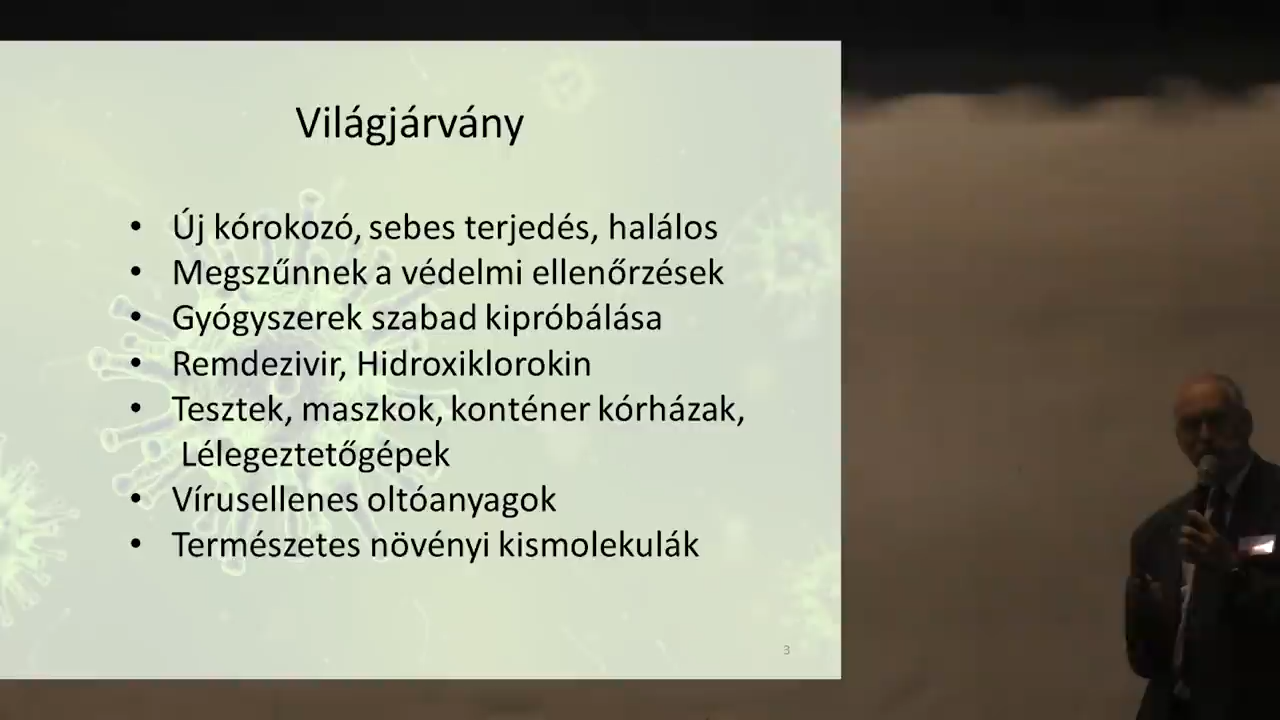 Világjárvány
• Új kórokozó, sebes terjedés, halálos
• Megszűnnek a védelmi ellenőrzések
• Gyógyszerek szabad kipróbálása
• Remdezivir, Hidroxiklorokin
• Tesztek, maszkok, konténer kórházak,
Lélegeztetőgépek
• Vírusellenes oltóanyagok
• Természetes növényi kismolekulák
3